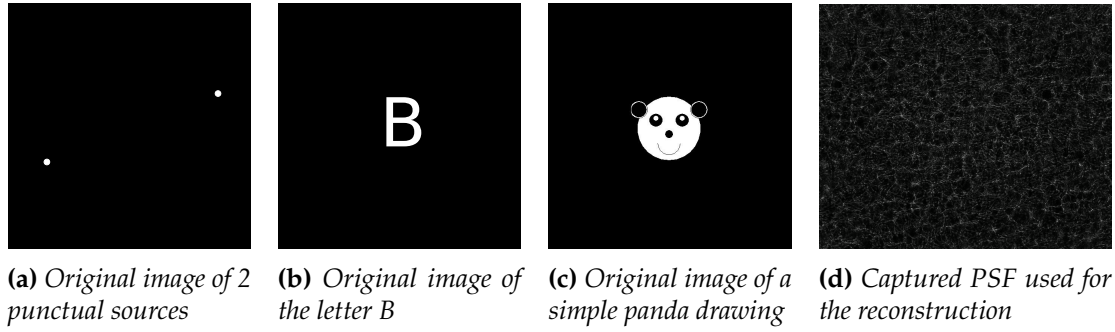 B
(a) Original image of 2
punctual sources
(b) Original image of
the letter B
(c) Original image of a
simple panda drawing
(d) Captured PSF used for
the reconstruction